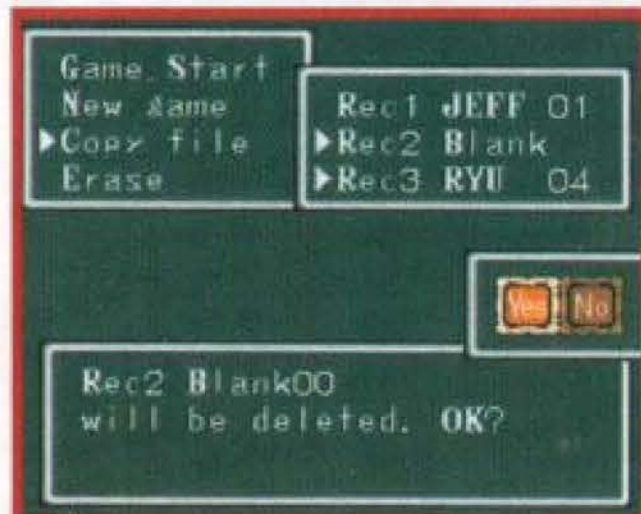 Game Start
New game
▶Copy file
Erase
Rec1 JEFF 01
▶Rec2 Blank
▶Rec3 RYU 04
Yes No
Rec2 Blank00
will be deleted. OK?